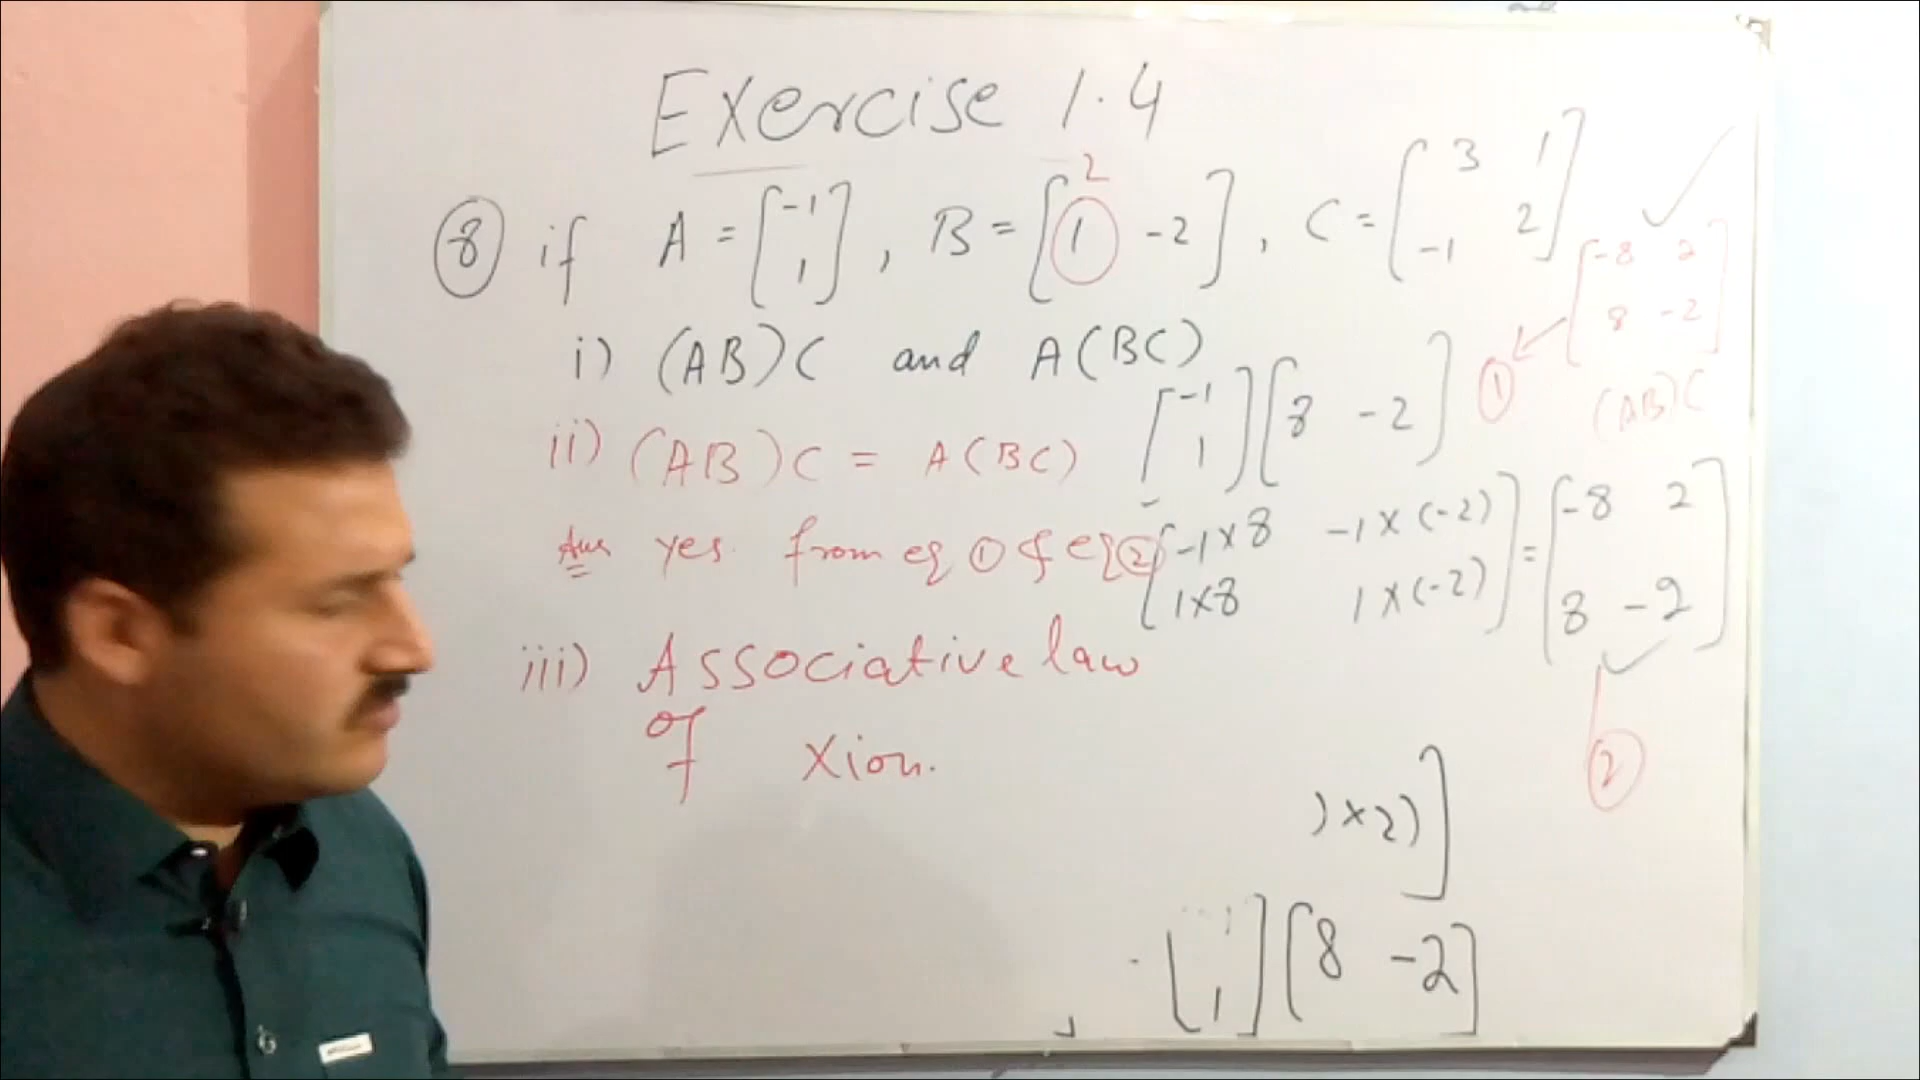 Exercise 1.4
2
⑧ if A = [-1 1], B = [① -2], C = [3 1 -1 2]
[-8 2 8 -2]
i) (AB)C and A(BC)
① (AB)C
[-1 1] [8 -2]
ii) (AB)C = A(BC)
Ans yes. from eq ① & eq ②
[-1×8 -1×(-2) 1×8 1×(-2)] = [-8 2 8 -2]
iii) Associative law
of Xion.
②
)×2)]
1] [8 -2]